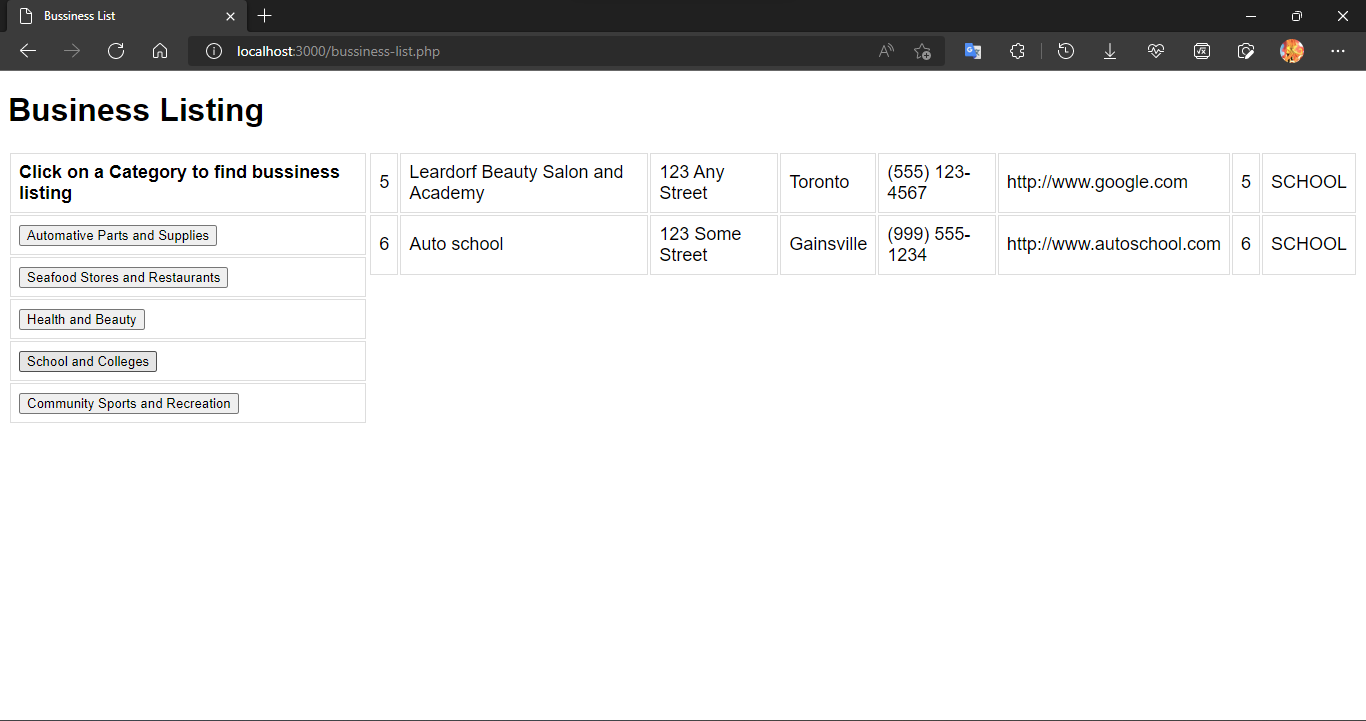 Bussiness List
localhost:3000/bussiness-list.php
Business Listing
Click on a Category to find bussiness
listing
Automative Parts and Supplies
Seafood Stores and Restaurants
Health and Beauty
School and Colleges
Community Sports and Recreation
5
Leardorf Beauty Salon and
Academy
123 Any
Street
Toronto
(555) 123-
4567
http://www.google.com
5
SCHOOL
6
Auto school
123 Some
Street
Gainsville
(999) 555-
1234
http://www.autoschool.com
6
SCHOOL